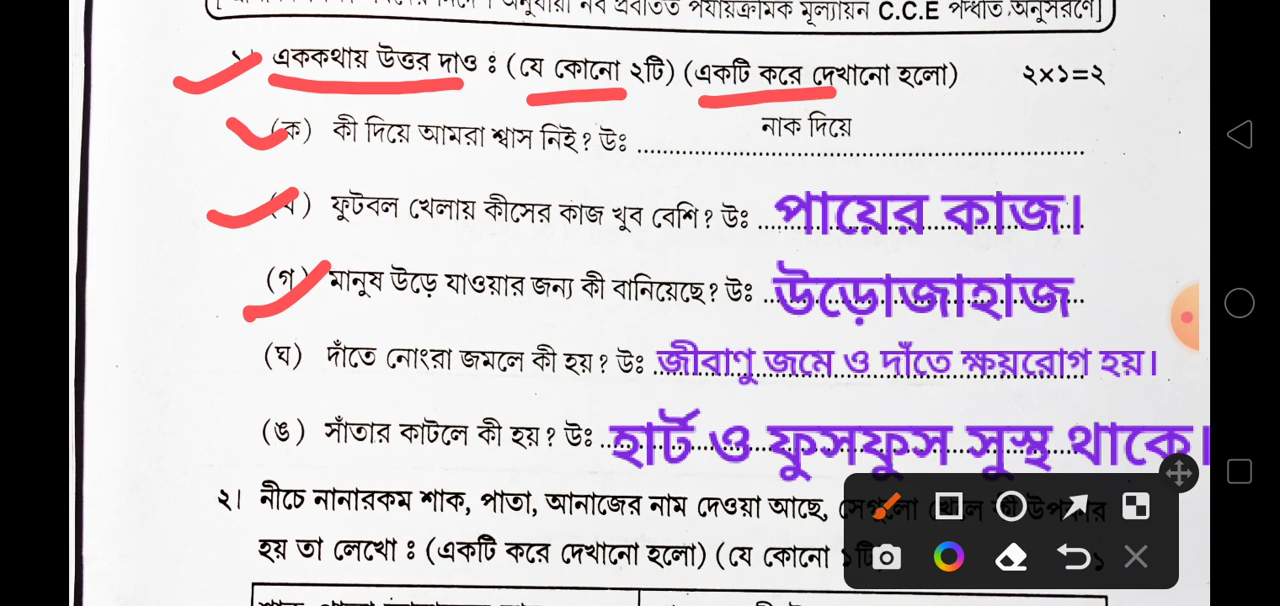 অনুযায়ী নব প্রবর্তিত পর্যায়ক্রমিক মূল্যায়ন C.C.E পদ্ধতি অনুসরণে]
১। এককথায় উত্তর দাও ঃ (যে কোনো ২টি) (একটি করে দেখানো হলো) ২×১=২
(ক) কী দিয়ে আমরা শ্বাস নিই? উঃ নাক দিয়ে
(খ) ফুটবল খেলায় কীসের কাজ খুব বেশি? উঃ পায়ের কাজ।
(গ) মানুষ উড়ে যাওয়ার জন্য কী বানিয়েছে? উঃ উড়োজাহাজ
(ঘ) দাঁতে নোংরা জমলে কী হয়? উঃ জীবাণু জমে ও দাঁতে ক্ষয়রোগ হয়।
(ঙ) সাঁতার কাটলে কী হয়? উঃ হার্ট ও ফুসফুস সুস্থ থাকে।
২। নীচে নানারকম শাক, পাতা, আনাজের নাম দেওয়া আছে, সেগুলো খেলে কী উপকার
হয় তা লেখো ঃ (একটি করে দেখানো হলো) (যে কোনো ১টি)